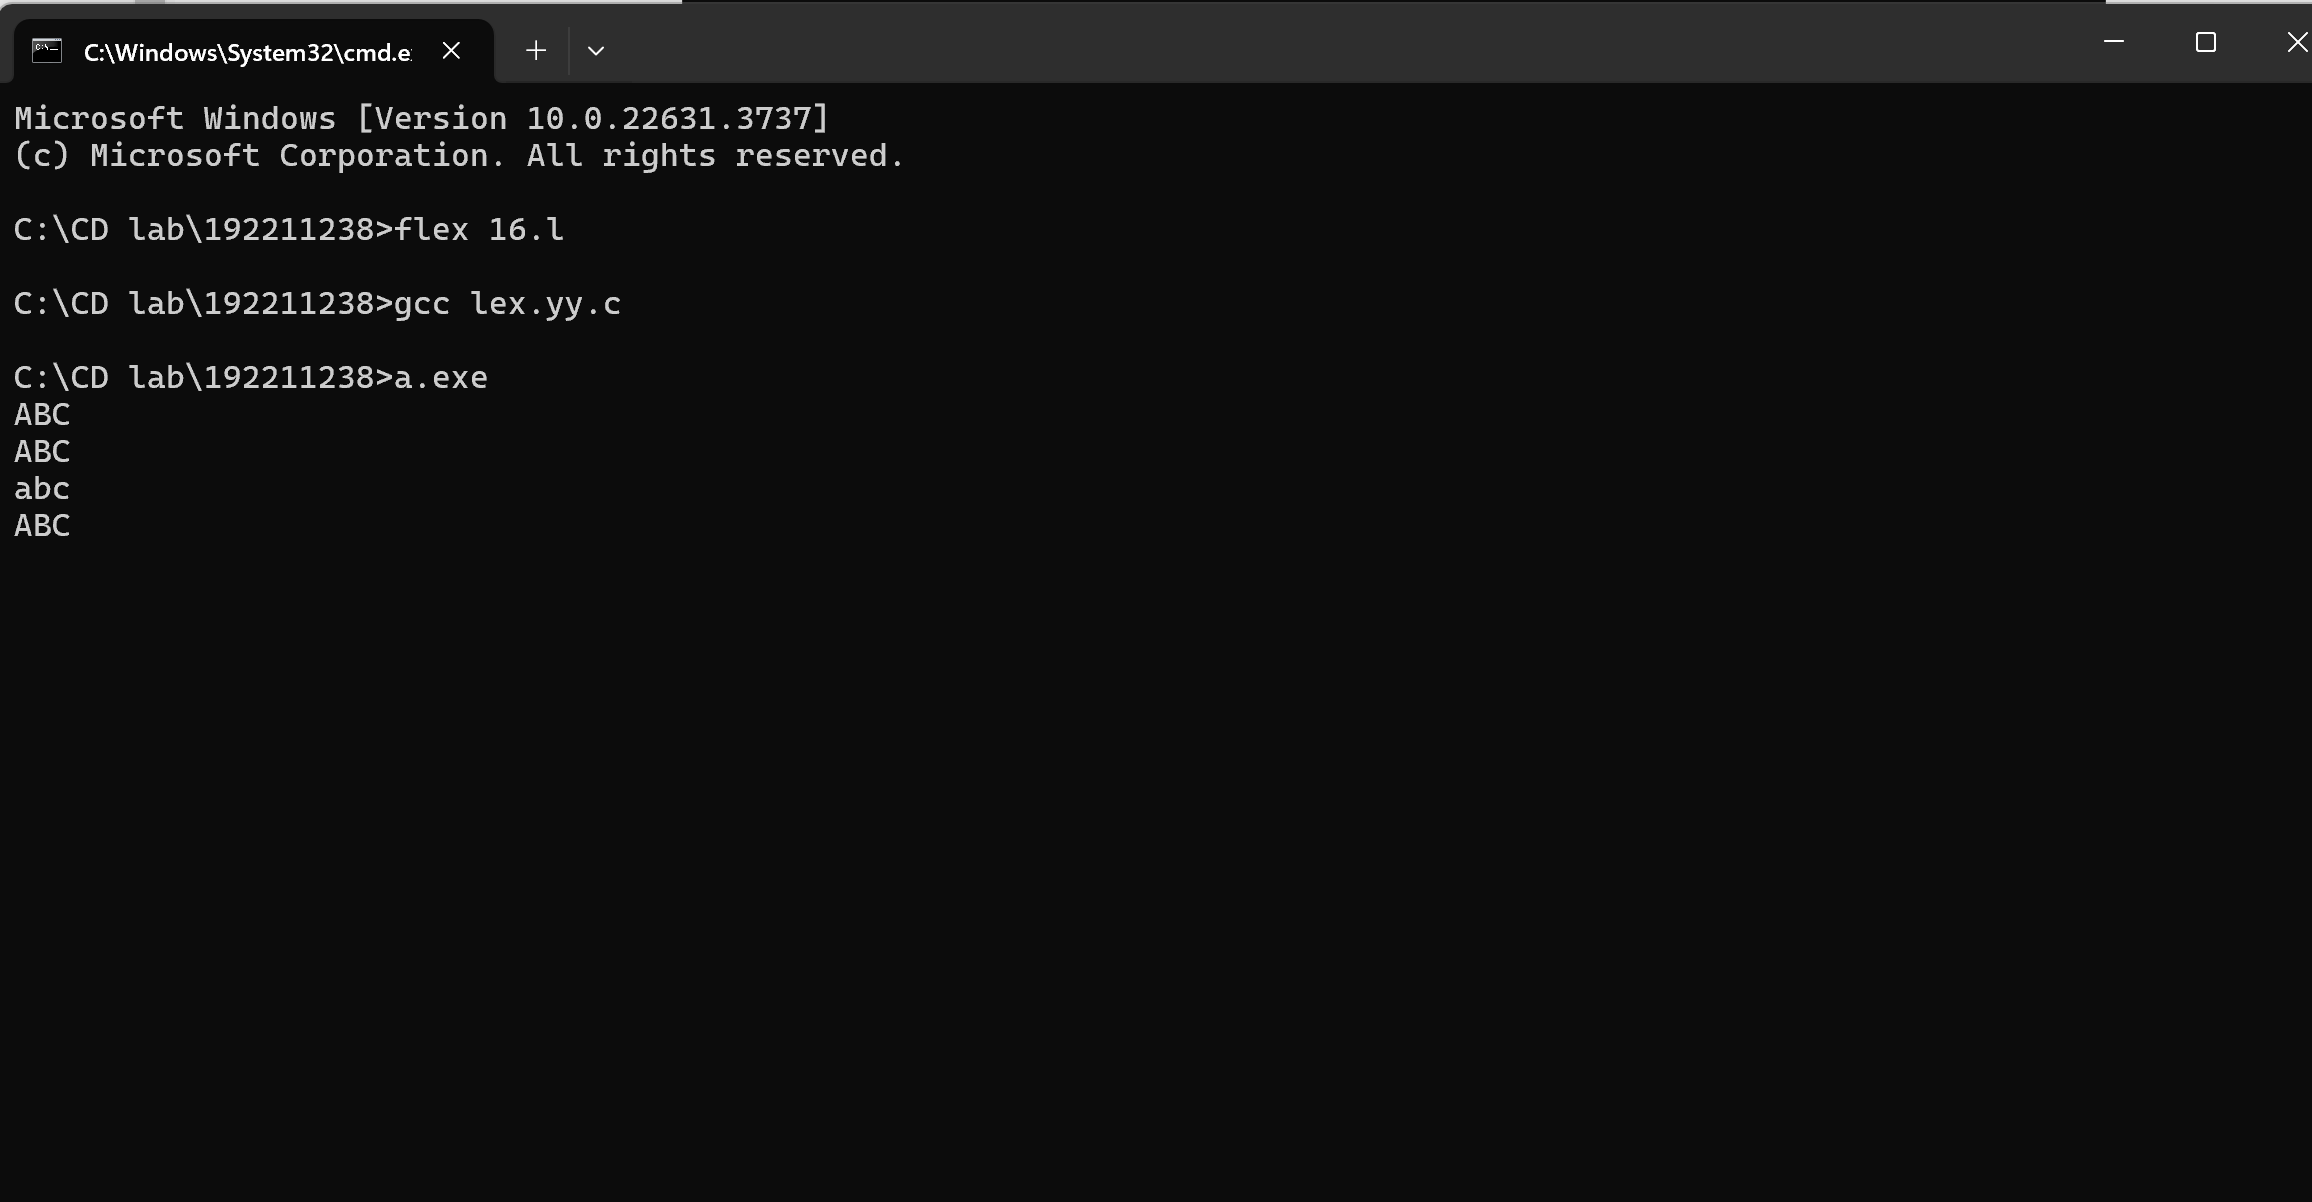 C:\Windows\System32\cmd.e
Microsoft Windows [Version 10.0.22631.3737]
(c) Microsoft Corporation. All rights reserved.
C:\CD lab\192211238>flex 16.l
C:\CD lab\192211238>gcc lex.yy.c
C:\CD lab\192211238>a.exe
ABC
ABC
abc
ABC